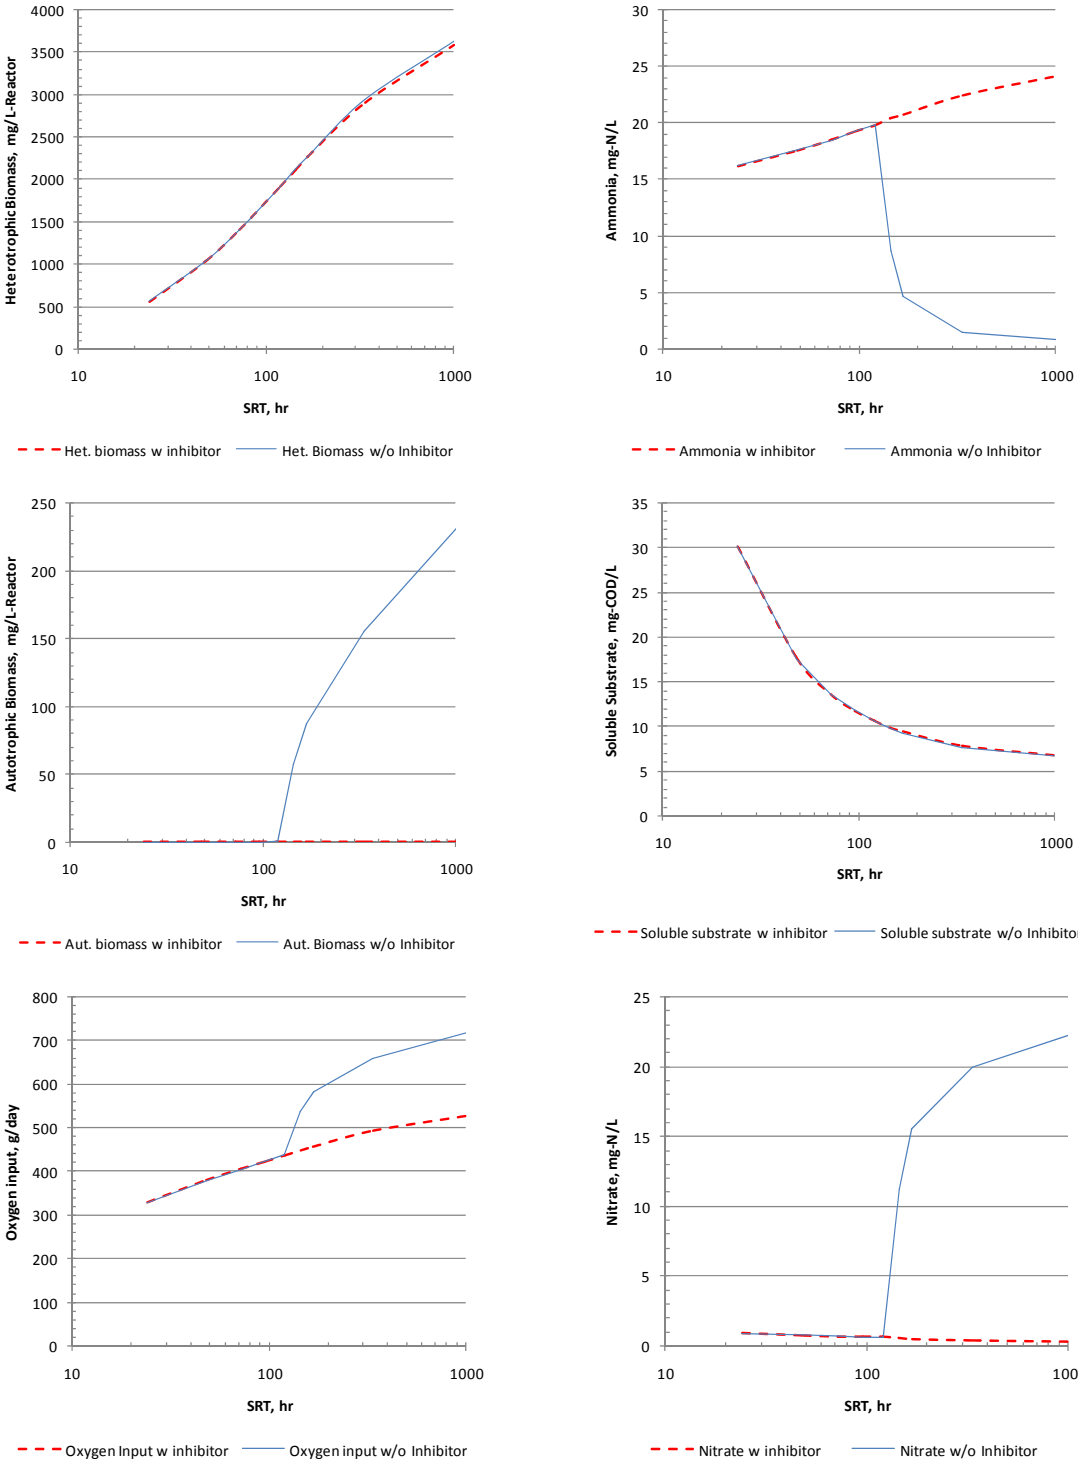 4000
3500
3000
2500
2000
1500
1000
500
0
10
100
1000
Heterotrophic Biomass, mg/L-Reactor
SRT, hr
Het. biomass w inhibitor
Het. Biomass w/o Inhibitor
30
25
20
15
10
5
0
10
100
1000
Ammonia, mg-N/L
SRT, hr
Ammonia w inhibitor
Ammonia w/o Inhibitor
250
200
150
100
50
0
10
100
1000
Autotrophic Biomass, mg/L-Reactor
SRT, hr
Aut. biomass w inhibitor
Aut. Biomass w/o Inhibitor
35
30
25
20
15
10
5
0
10
100
1000
Soluble Substrate, mg-COD/L
SRT, hr
Soluble substrate w inhibitor
Soluble substrate w/o Inhibito
800
700
600
500
400
300
200
100
0
10
100
1000
Oxygen input, g/day
SRT, hr
Oxygen Input w inhibitor
Oxygen input w/o Inhibitor
25
20
15
10
5
0
10
100
100
Nitrate, mg-N/L
SRT, hr
Nitrate w inhibitor
Nitrate w/o Inhibitor